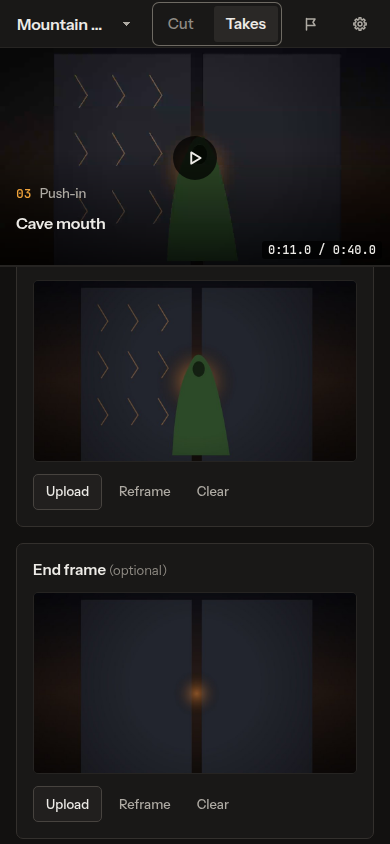 Mountain ... Cut Takes
03 Push-in
Cave mouth
0:11.0 / 0:40.0
Upload Reframe Clear
End frame (optional)
Upload Reframe Clear